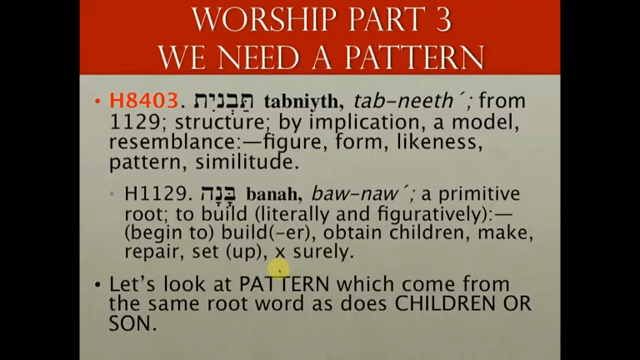 WORSHIP PART 3
WE NEED A PATTERN
• H8403. תַּבְנִית tabniyth, tab-neeth´; from
1129; structure; by implication, a model,
resemblance:—figure, form, likeness,
pattern, similitude.
• H1129. בָּנָה banah, baw-naw´; a primitive
root; to build (literally and figuratively):—
(begin to) build(-er), obtain children, make,
repair, set (up), x surely.
• Let's look at PATTERN which come from
the same root word as does CHILDREN OR
SON.